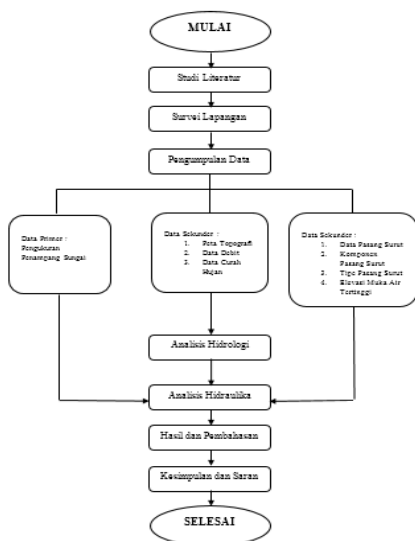 MULAI
Studi Literatur
Survei Lapangan
Pengumpulan Data
Data Primer :
Pengukuran
Penampang Sungai
Data Sekunder :
1. Peta Topografi
2. Data Debit
3. Data Curah
Hujan
Data Sekunder :
1. Data Pasang Surut
2. Komponen
Pasang Surut
3. Tipe Pasang Surut
4. Elevasi Muka Air
Tertinggi
Analisis Hidrologi
Analisis Hidraulika
Hasil dan Pembahasan
Kesimpulan dan Saran
SELESAI